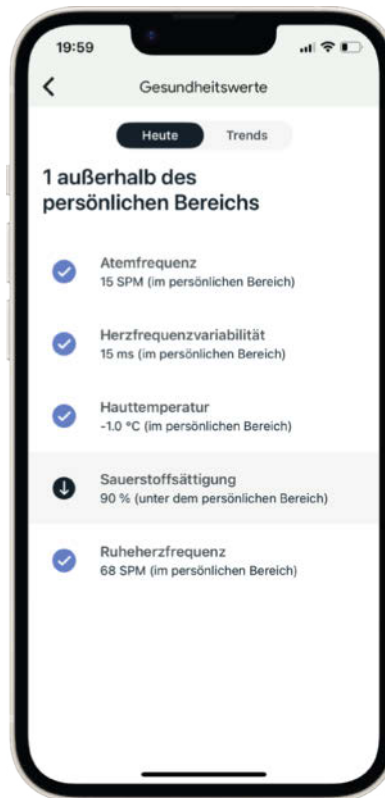 19:59
Gesundheitswerte
Heute Trends
1 außerhalb des
persönlichen Bereichs
Atemfrequenz
15 SPM (im persönlichen Bereich)
Herzfrequenzvariabilität
15 ms (im persönlichen Bereich)
Hauttemperatur
-1.0 °C (im persönlichen Bereich)
Sauerstoffsättigung
90 % (unter dem persönlichen Bereich)
Ruheherzfrequenz
68 SPM (im persönlichen Bereich)